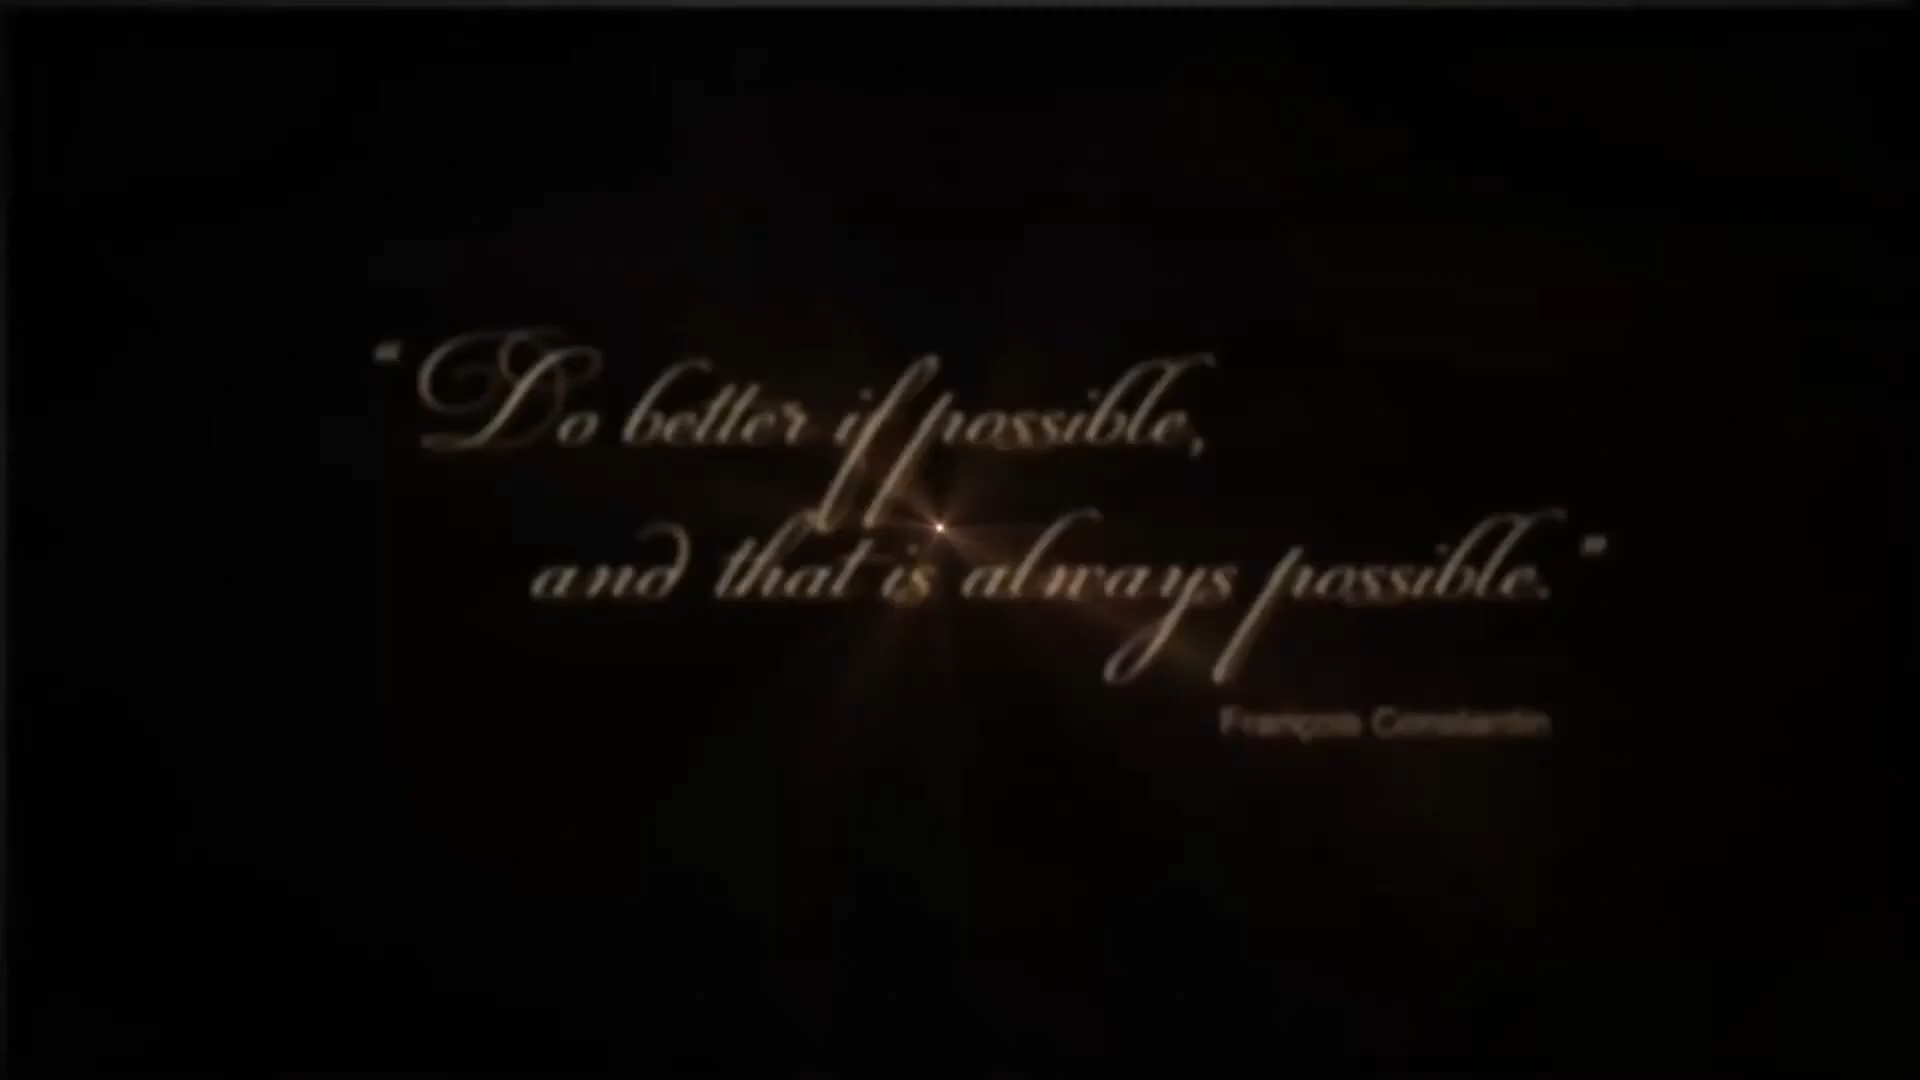 “Do better if possible,
and that is always possible.”
François Constantin